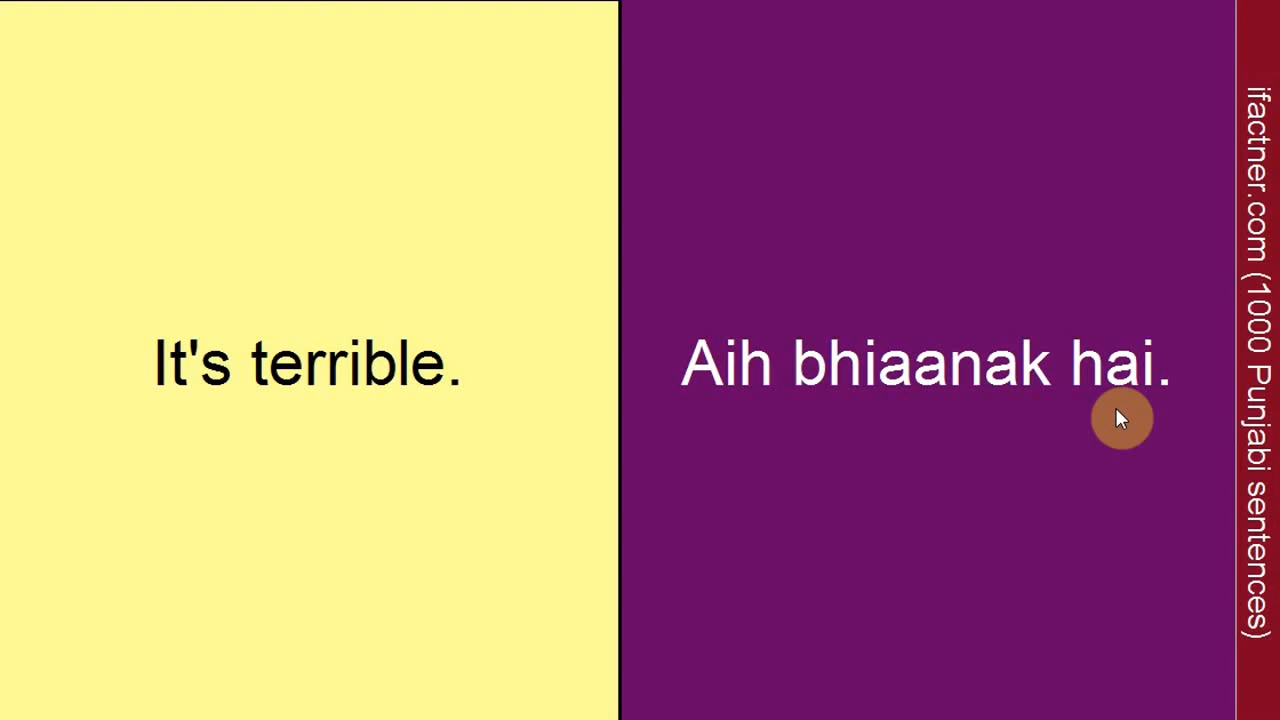 It's terrible.
Aih bhiaanak hai.
ifactner.com (1000 Punjabi sentences)